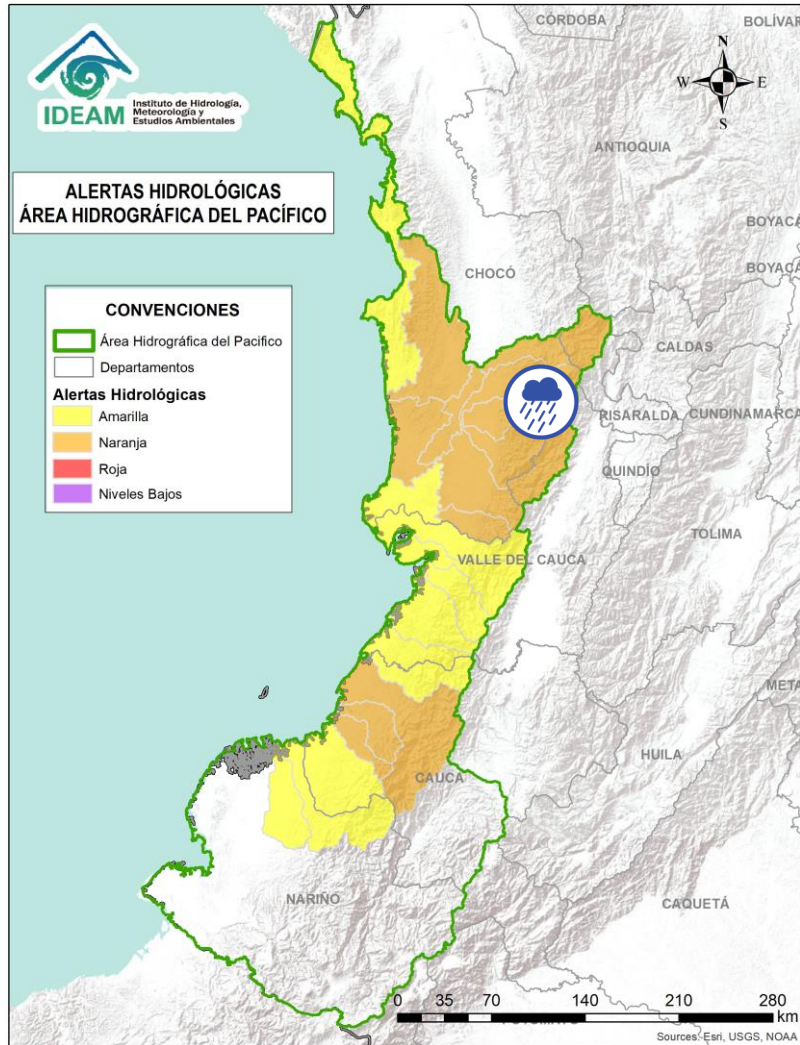 CÓRDOBA
BOLÍVAR
N
W E
S
IDEAM
Instituto de Hidrología,
Meteorología y
Estudios Ambientales
ANTIOQUIA
ALERTAS HIDROLÓGICAS
ÁREA HIDROGRÁFICA DEL PACÍFICO
BOYACÁ
BOYACÁ
CHOCÓ
CONVENCIONES
Área Hidrográfica del Pacifico
Departamentos
Alertas Hidrológicas
Amarilla
Naranja
Roja
Niveles Bajos
CALDAS
RISARALDA
CUNDINAMARCA
QUINDÍO
TOLIMA
VALLE DEL CAUCA
META
HUILA
CAUCA
NARIÑO
CAQUETÁ
0 35 70 140 210 280
km
Sources: Esri, USGS, NOAA